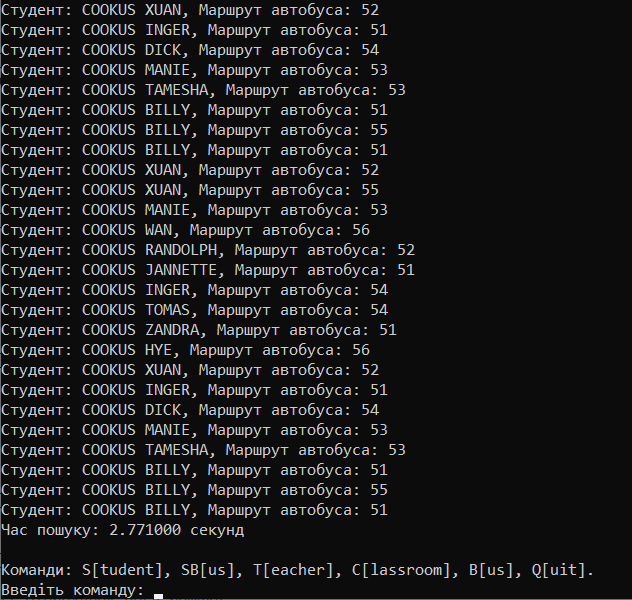 Студент: COOKUS XUAN, Маршрут автобуса: 52
Студент: COOKUS INGER, Маршрут автобуса: 51
Студент: COOKUS DICK, Маршрут автобуса: 54
Студент: COOKUS MANIE, Маршрут автобуса: 53
Студент: COOKUS TAMESHA, Маршрут автобуса: 53
Студент: COOKUS BILLY, Маршрут автобуса: 51
Студент: COOKUS BILLY, Маршрут автобуса: 55
Студент: COOKUS BILLY, Маршрут автобуса: 51
Студент: COOKUS XUAN, Маршрут автобуса: 52
Студент: COOKUS XUAN, Маршрут автобуса: 55
Студент: COOKUS MANIE, Маршрут автобуса: 53
Студент: COOKUS WAN, Маршрут автобуса: 56
Студент: COOKUS RANDOLPH, Маршрут автобуса: 52
Студент: COOKUS JANNETTE, Маршрут автобуса: 51
Студент: COOKUS INGER, Маршрут автобуса: 54
Студент: COOKUS TOMAS, Маршрут автобуса: 54
Студент: COOKUS ZANDRA, Маршрут автобуса: 51
Студент: COOKUS HYE, Маршрут автобуса: 56
Студент: COOKUS XUAN, Маршрут автобуса: 52
Студент: COOKUS INGER, Маршрут автобуса: 51
Студент: COOKUS DICK, Маршрут автобуса: 54
Студент: COOKUS MANIE, Маршрут автобуса: 53
Студент: COOKUS TAMESHA, Маршрут автобуса: 53
Студент: COOKUS BILLY, Маршрут автобуса: 51
Студент: COOKUS BILLY, Маршрут автобуса: 55
Студент: COOKUS BILLY, Маршрут автобуса: 51
Час пошуку: 2.771000 секунд
Команди: S[tudent], SB[us], T[eacher], C[lassroom], B[us], Q[uit].
Введіть команду: